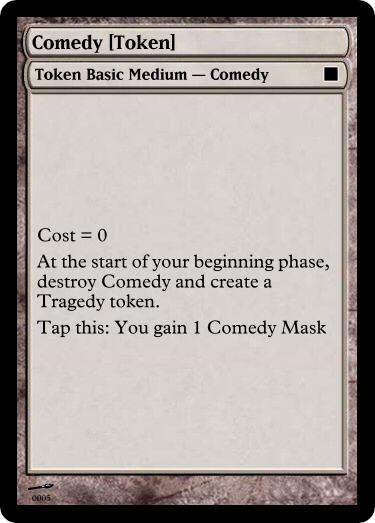 Comedy [Token]
Token Basic Medium — Comedy
Cost = 0
At the start of your beginning phase,
destroy Comedy and create a
Tragedy token.
Tap this: You gain 1 Comedy Mask
0005